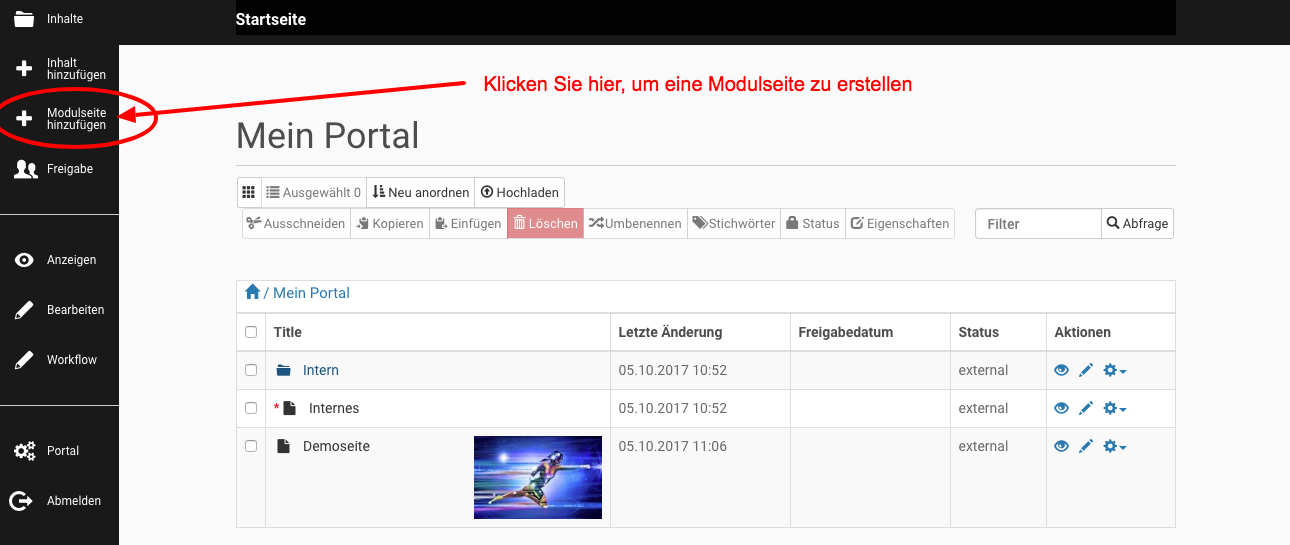 Inhalte
Startseite
Inhalt
hinzufügen
Klicken Sie hier, um eine Modulseite zu erstellen
Modulseite
hinzufügen
Mein Portal
Freigabe
Ausgewählt 0 Neu anordnen Hochladen
Ausschneiden Kopieren Einfügen Löschen Umbenennen Stichwörter Status Eigenschaften Filter Abfrage
Anzeigen
/ Mein Portal
Bearbeiten
Title Letzte Änderung Freigabedatum Status Aktionen
Workflow
Intern 05.10.2017 10:52 external
* Internes 05.10.2017 10:52 external
Demoseite 05.10.2017 11:06 external
Portal
Abmelden